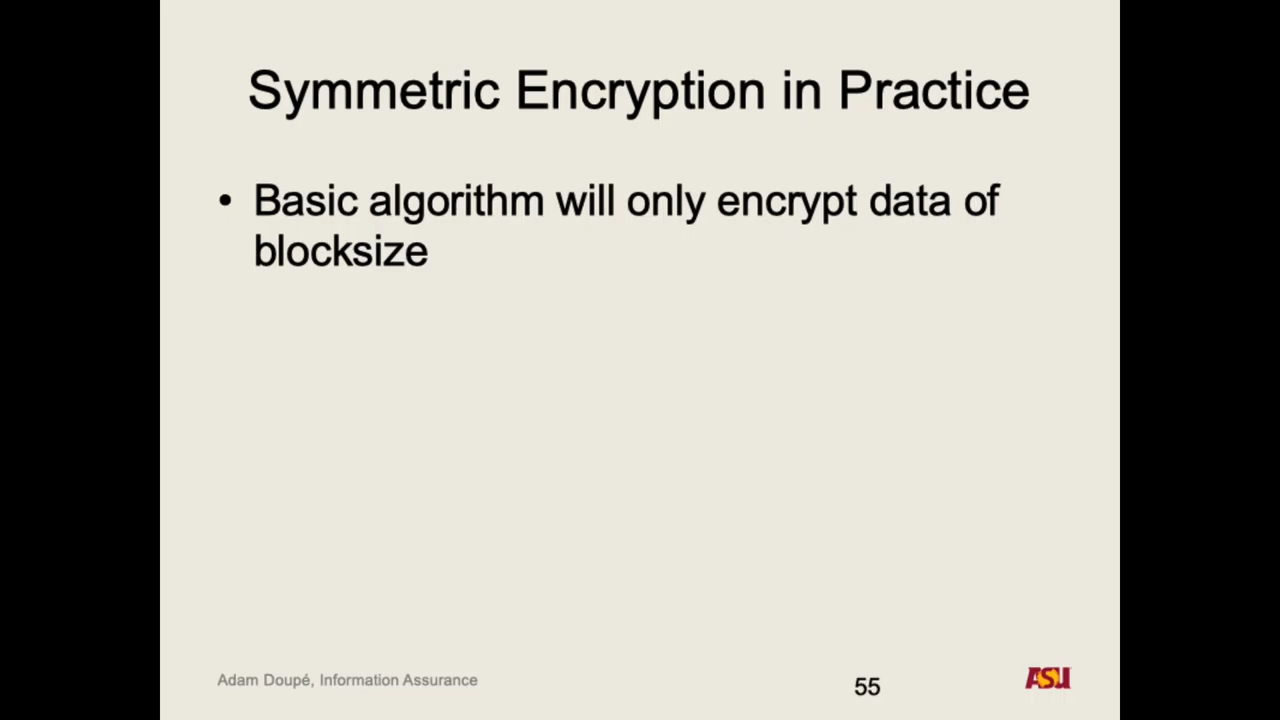 Symmetric Encryption in Practice
• Basic algorithm will only encrypt data of
blocksize
Adam Doupé, Information Assurance
55
ASU